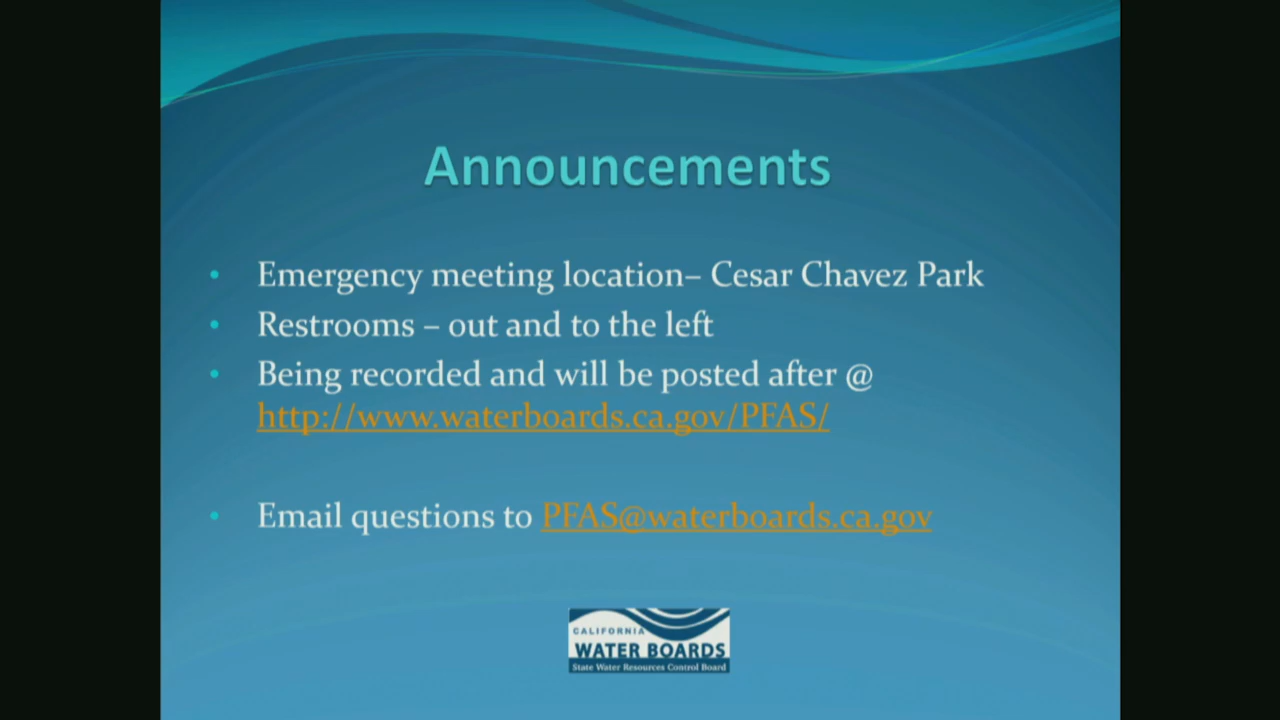 Announcements
• Emergency meeting location– Cesar Chavez Park
• Restrooms – out and to the left
• Being recorded and will be posted after @
http://www.waterboards.ca.gov/PFAS/
• Email questions to PFAS@waterboards.ca.gov
CALIFORNIA
WATER BOARDS
State Water Resources Control Board